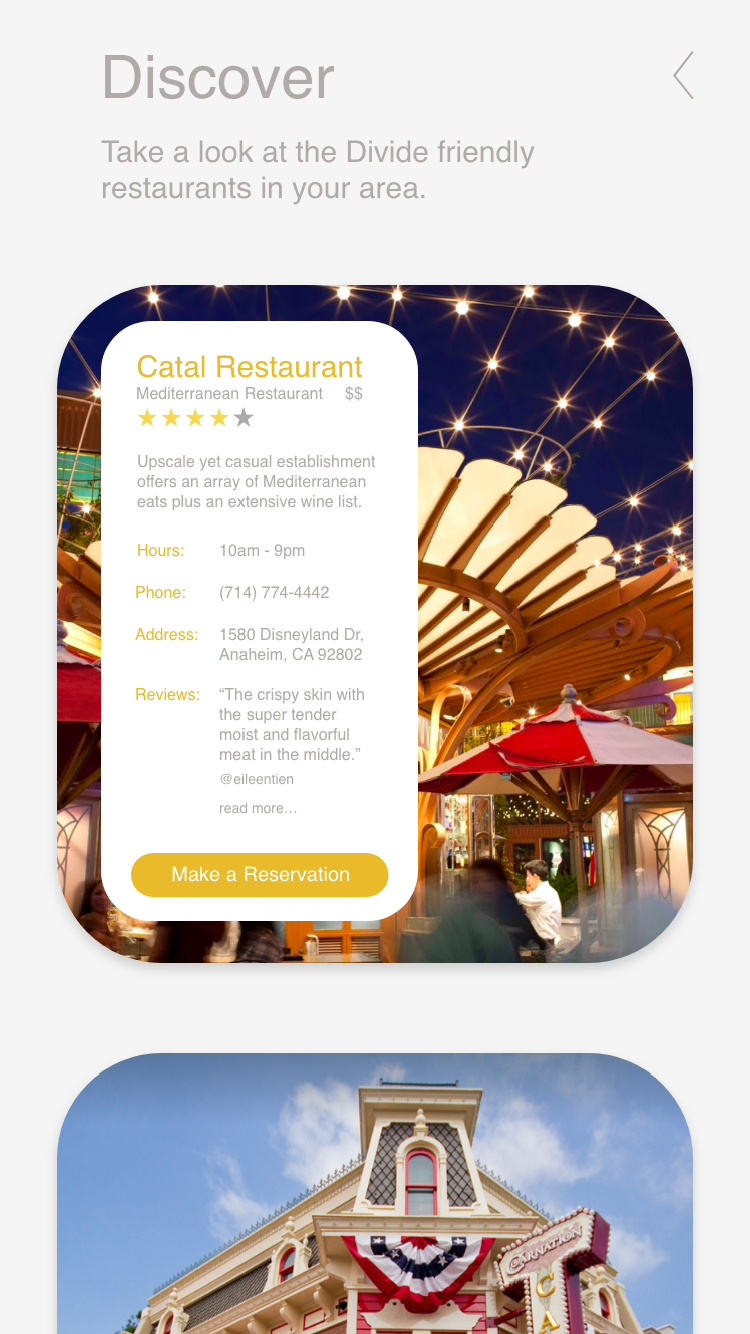 Discover
Take a look at the Divide friendly
restaurants in your area.
Catal Restaurant
Mediterranean Restaurant $$
Upscale yet casual establishment
offers an array of Mediterranean
eats plus an extensive wine list.
Hours: 10am - 9pm
Phone: (714) 774-4442
Address: 1580 Disneyland Dr,
Anaheim, CA 92802
Reviews: “The crispy skin with
the super tender
moist and flavorful
meat in the middle.”
@eileentien
read more...
Make a Reservation
CARNATION
CA